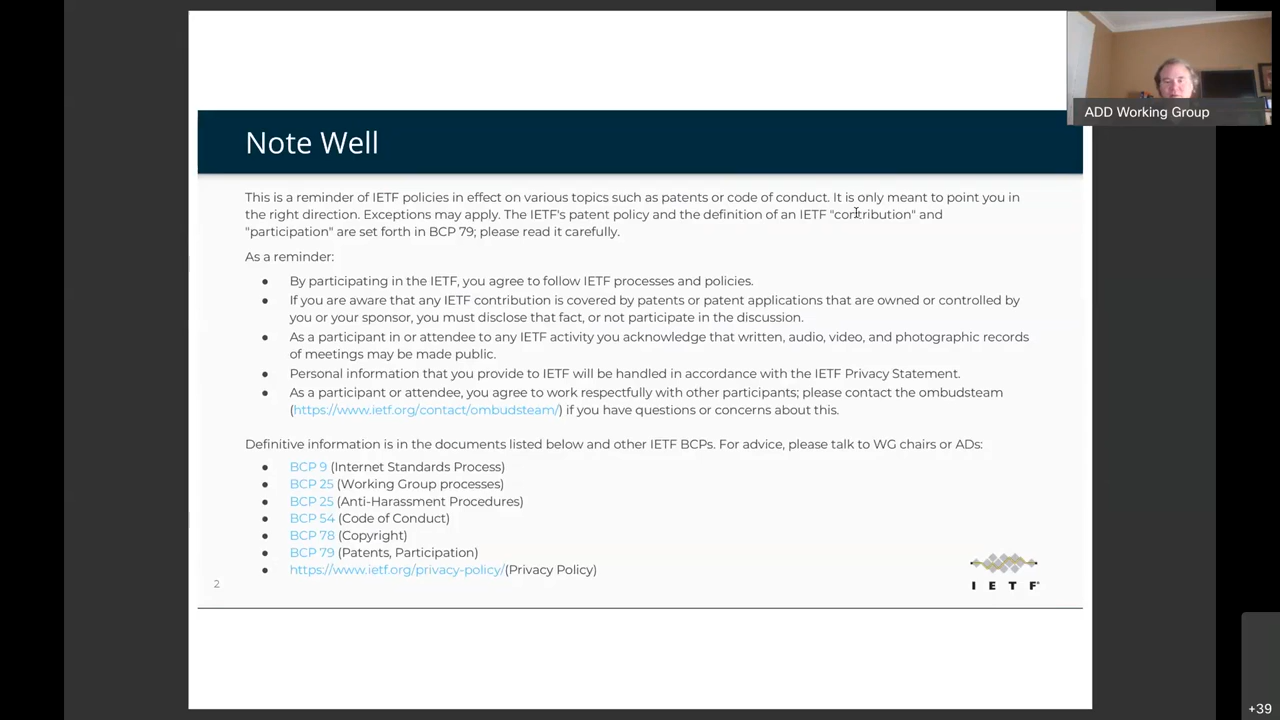 ADD Working Group
Note Well
This is a reminder of IETF policies in effect on various topics such as patents or code of conduct. It is only meant to point you in
the right direction. Exceptions may apply. The IETF's patent policy and the definition of an IETF "contribution" and
"participation" are set forth in BCP 79; please read it carefully.
As a reminder:
● By participating in the IETF, you agree to follow IETF processes and policies.
● If you are aware that any IETF contribution is covered by patents or patent applications that are owned or controlled by
you or your sponsor, you must disclose that fact, or not participate in the discussion.
● As a participant in or attendee to any IETF activity you acknowledge that written, audio, video, and photographic records
of meetings may be made public.
● Personal information that you provide to IETF will be handled in accordance with the IETF Privacy Statement.
● As a participant or attendee, you agree to work respectfully with other participants; please contact the ombudsteam
(https://www.ietf.org/contact/ombudsteam/) if you have questions or concerns about this.
Definitive information is in the documents listed below and other IETF BCPs. For advice, please talk to WG chairs or ADs:
● BCP 9 (Internet Standards Process)
● BCP 25 (Working Group processes)
● BCP 25 (Anti-Harassment Procedures)
● BCP 54 (Code of Conduct)
● BCP 78 (Copyright)
● BCP 79 (Patents, Participation)
● https://www.ietf.org/privacy-policy/(Privacy Policy)
2
I E T F
+39